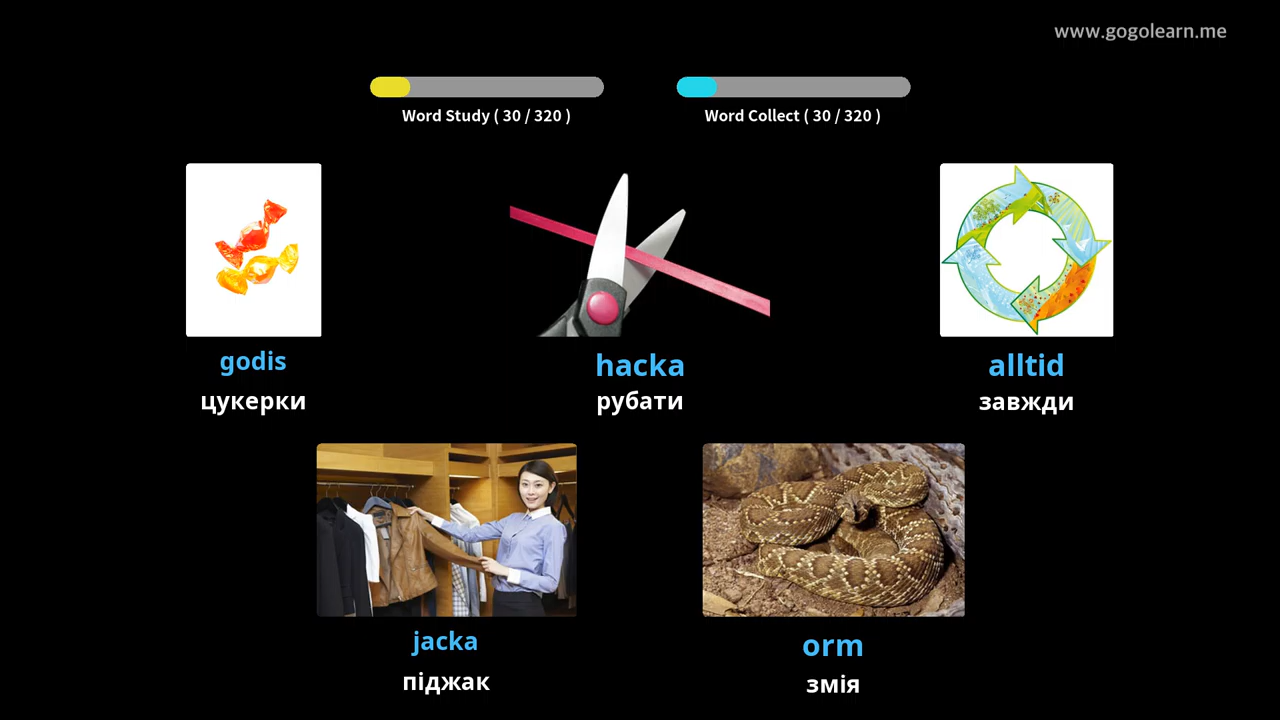 www.gogolearn.me
Word Study ( 30 / 320 )
Word Collect ( 30 / 320 )
godis
цукерки
hacka
рубати
alltid
завжди
jacka
піджак
orm
змія